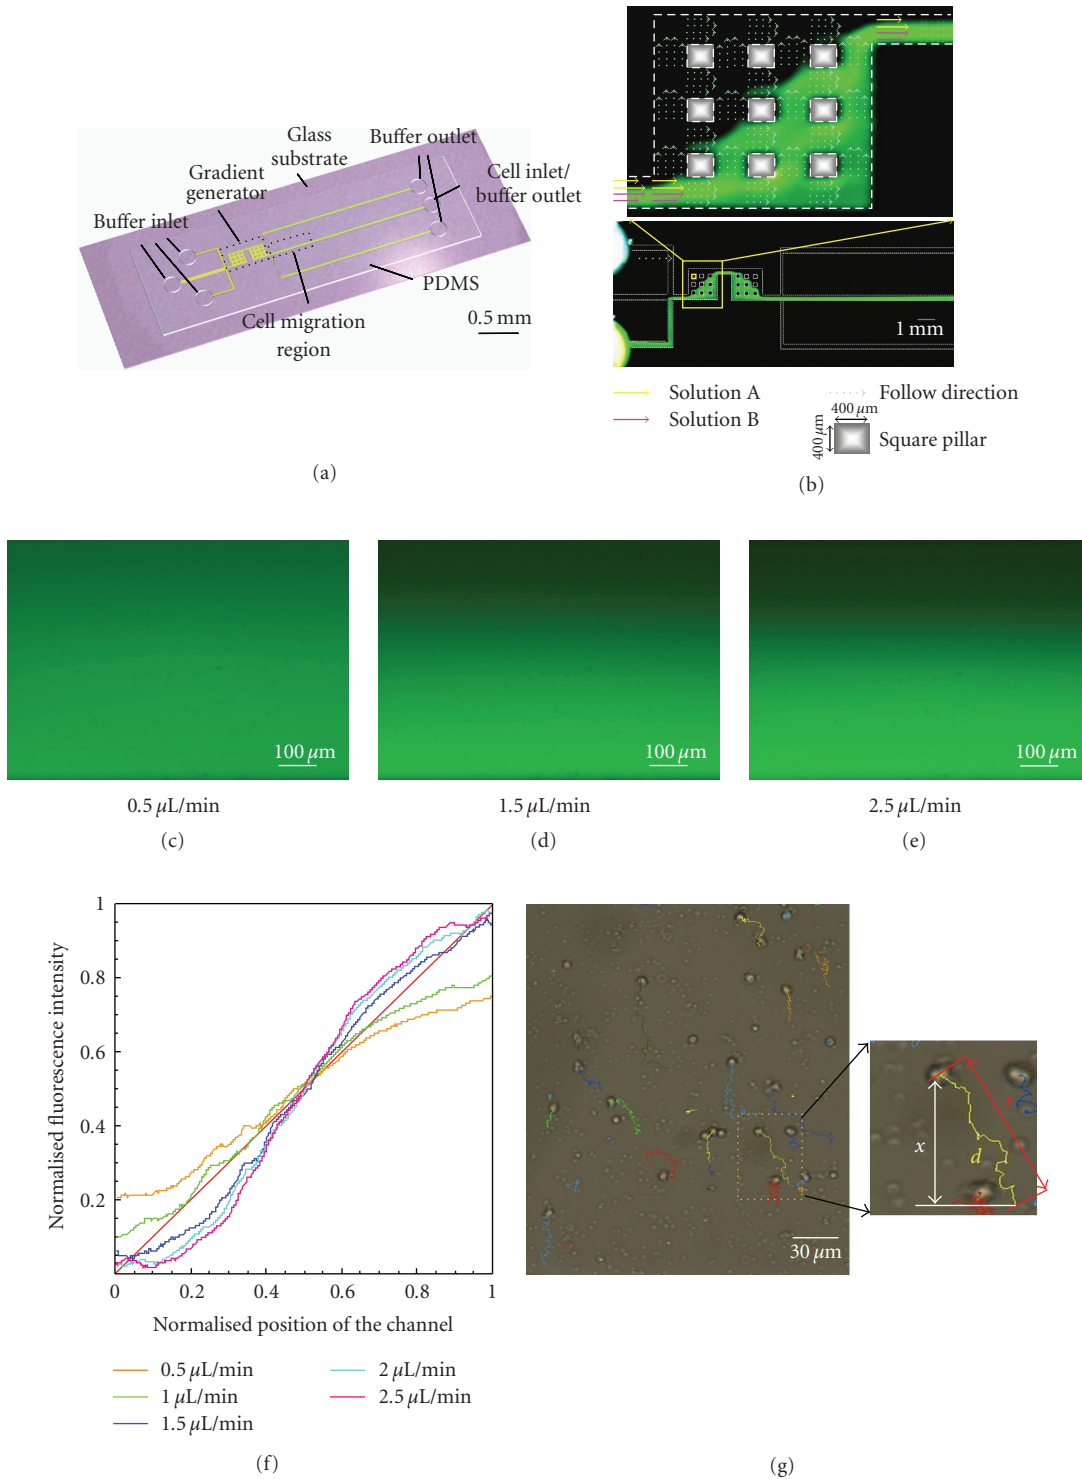 Glass
substrate
Buffer outlet
Gradient
generator
Cell inlet/
buffer outlet
Buffer inlet
PDMS
Cell migration
region
0.5 mm
(a)
1 mm
Solution A
Solution B
Follow direction
400 μm
400 μm
Square pillar
(b)
100 μm
100 μm
100 μm
0.5 μL/min
1.5 μL/min
2.5 μL/min
(c)
(d)
(e)
Normalised fluorescence intensity
1
0.8
0.6
0.4
0.2
0
0.2
0.4
0.6
0.8
1
Normalised position of the channel
0.5 μL/min
1 μL/min
1.5 μL/min
2 μL/min
2.5 μL/min
(f)
30 μm
x
d
r
(g)